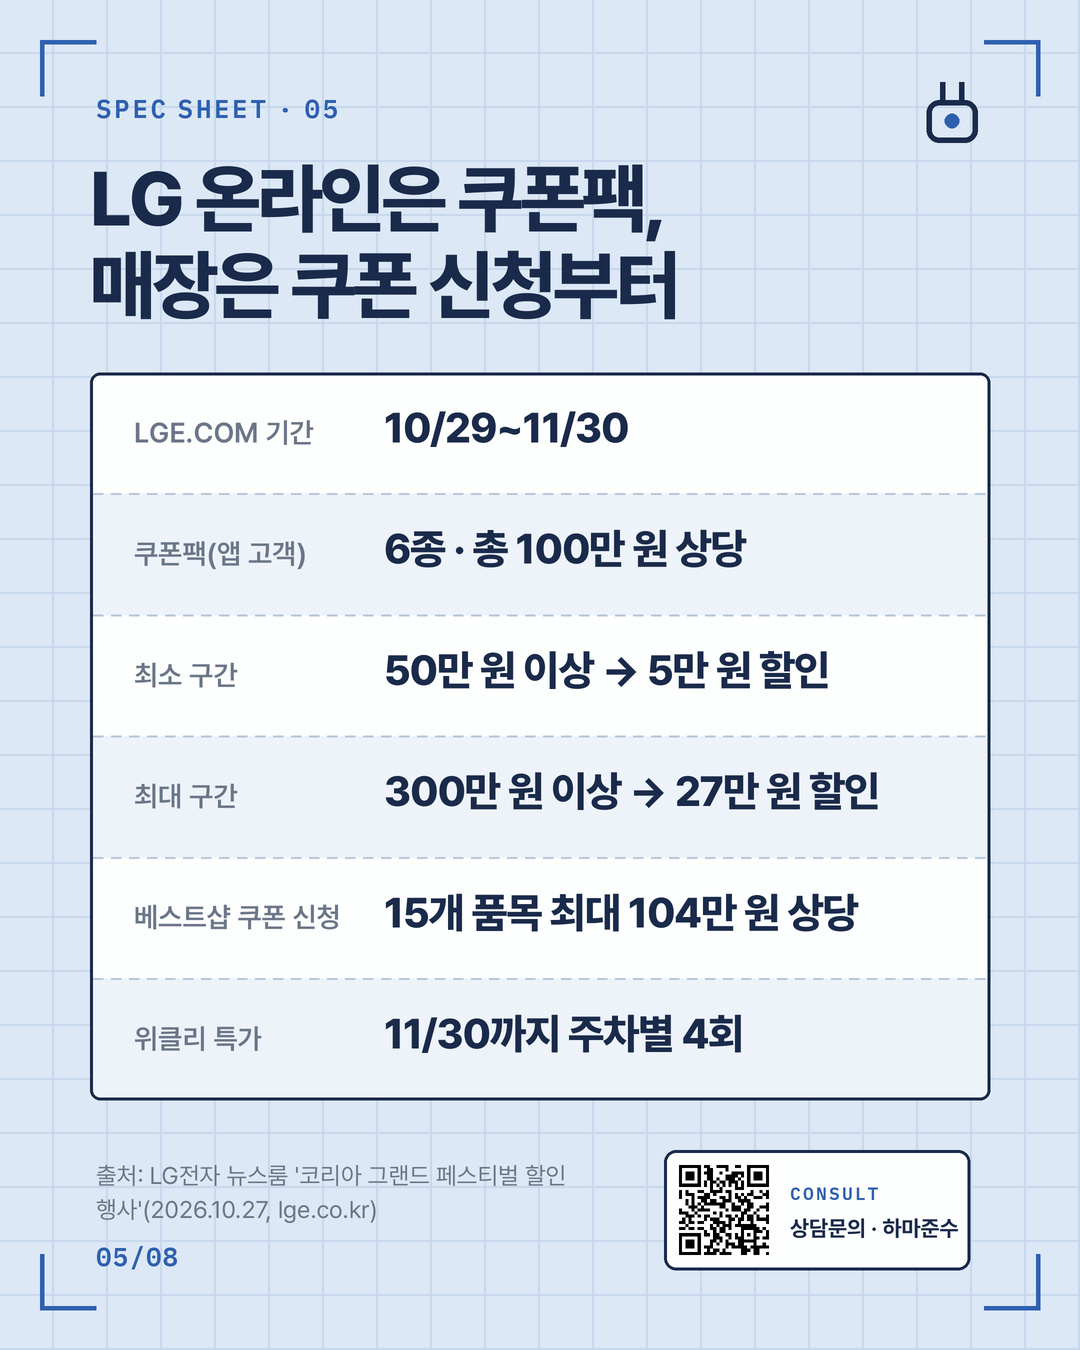 SPEC SHEET · 05
LG 온라인은 쿠폰팩,
매장은 쿠폰 신청부터
LGE.COM 기간 10/29~11/30
쿠폰팩(앱 고객) 6종 · 총 100만 원 상당
최소 구간 50만 원 이상 → 5만 원 할인
최대 구간 300만 원 이상 → 27만 원 할인
베스트샵 쿠폰 신청 15개 품목 최대 104만 원 상당
위클리 특가 11/30까지 주차별 4회
출처: LG전자 뉴스룸 '코리아 그랜드 페스티벌 할인
행사'(2026.10.27, lge.co.kr)
05/08
CONSULT
상담문의 · 하마준수